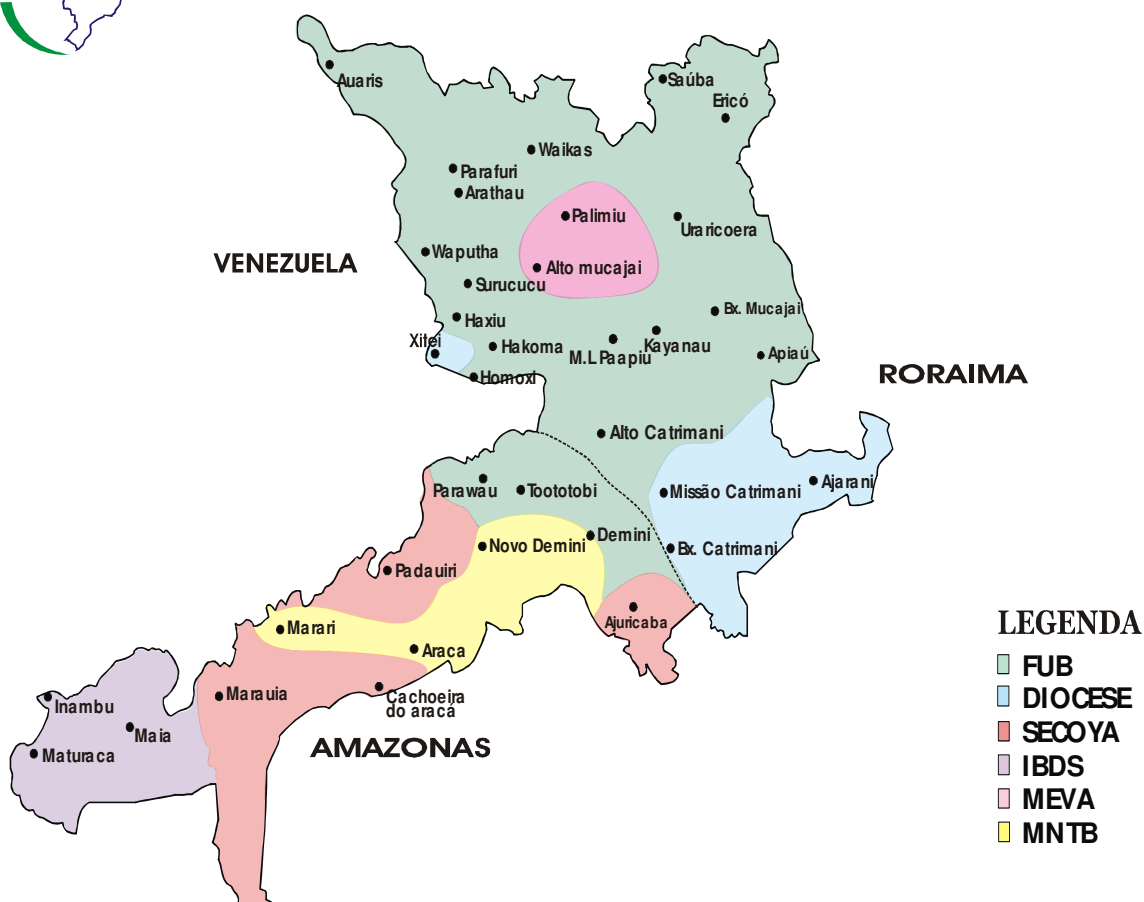 Auaris
Saúba
Ericó
Waikas
Parafuri
Arathau
Palimiu
Uraricoera
Waputha
VENEZUELA
Alto mucajai
Surucucu
Bx. Mucajai
Haxiu
Xitei
Hakoma
M.L Paapiu
Kayanau
Apiaú
Homoxi
RORAIMA
Alto Catrimani
Parawau
Toototobi
Missão Catrimani
Ajarani
Demini
Novo Demini
Bx. Catrimani
Padauiri
Ajuricaba
Marari
Araca
Marauia
Cachoeira
do aracá
Inambu
Maia
Maturaca
AMAZONAS
LEGENDA
FUB
DIOCESE
SECOYA
IBDS
MEVA
MNTB